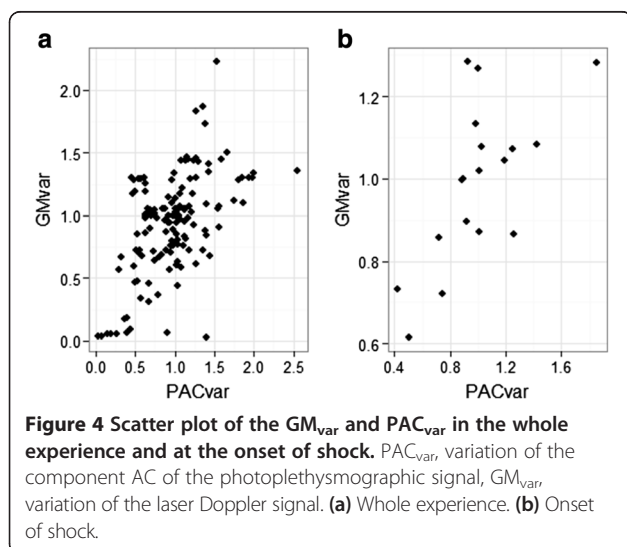 a
b
2.0
1.5
1.0
0.5
0.0
GMvar
0.0 0.5 1.0 1.5 2.0 2.5
PACvar
1.2
1.0
0.8
0.6
GMvar
0.4 0.8 1.2 1.6
PACvar
Figure 4 Scatter plot of the GMvar and PACvar in the whole
experience and at the onset of shock. PACvar, variation of the
component AC of the photoplethysmographic signal, GMvar,
variation of the laser Doppler signal. (a) Whole experience. (b) Onset
of shock.